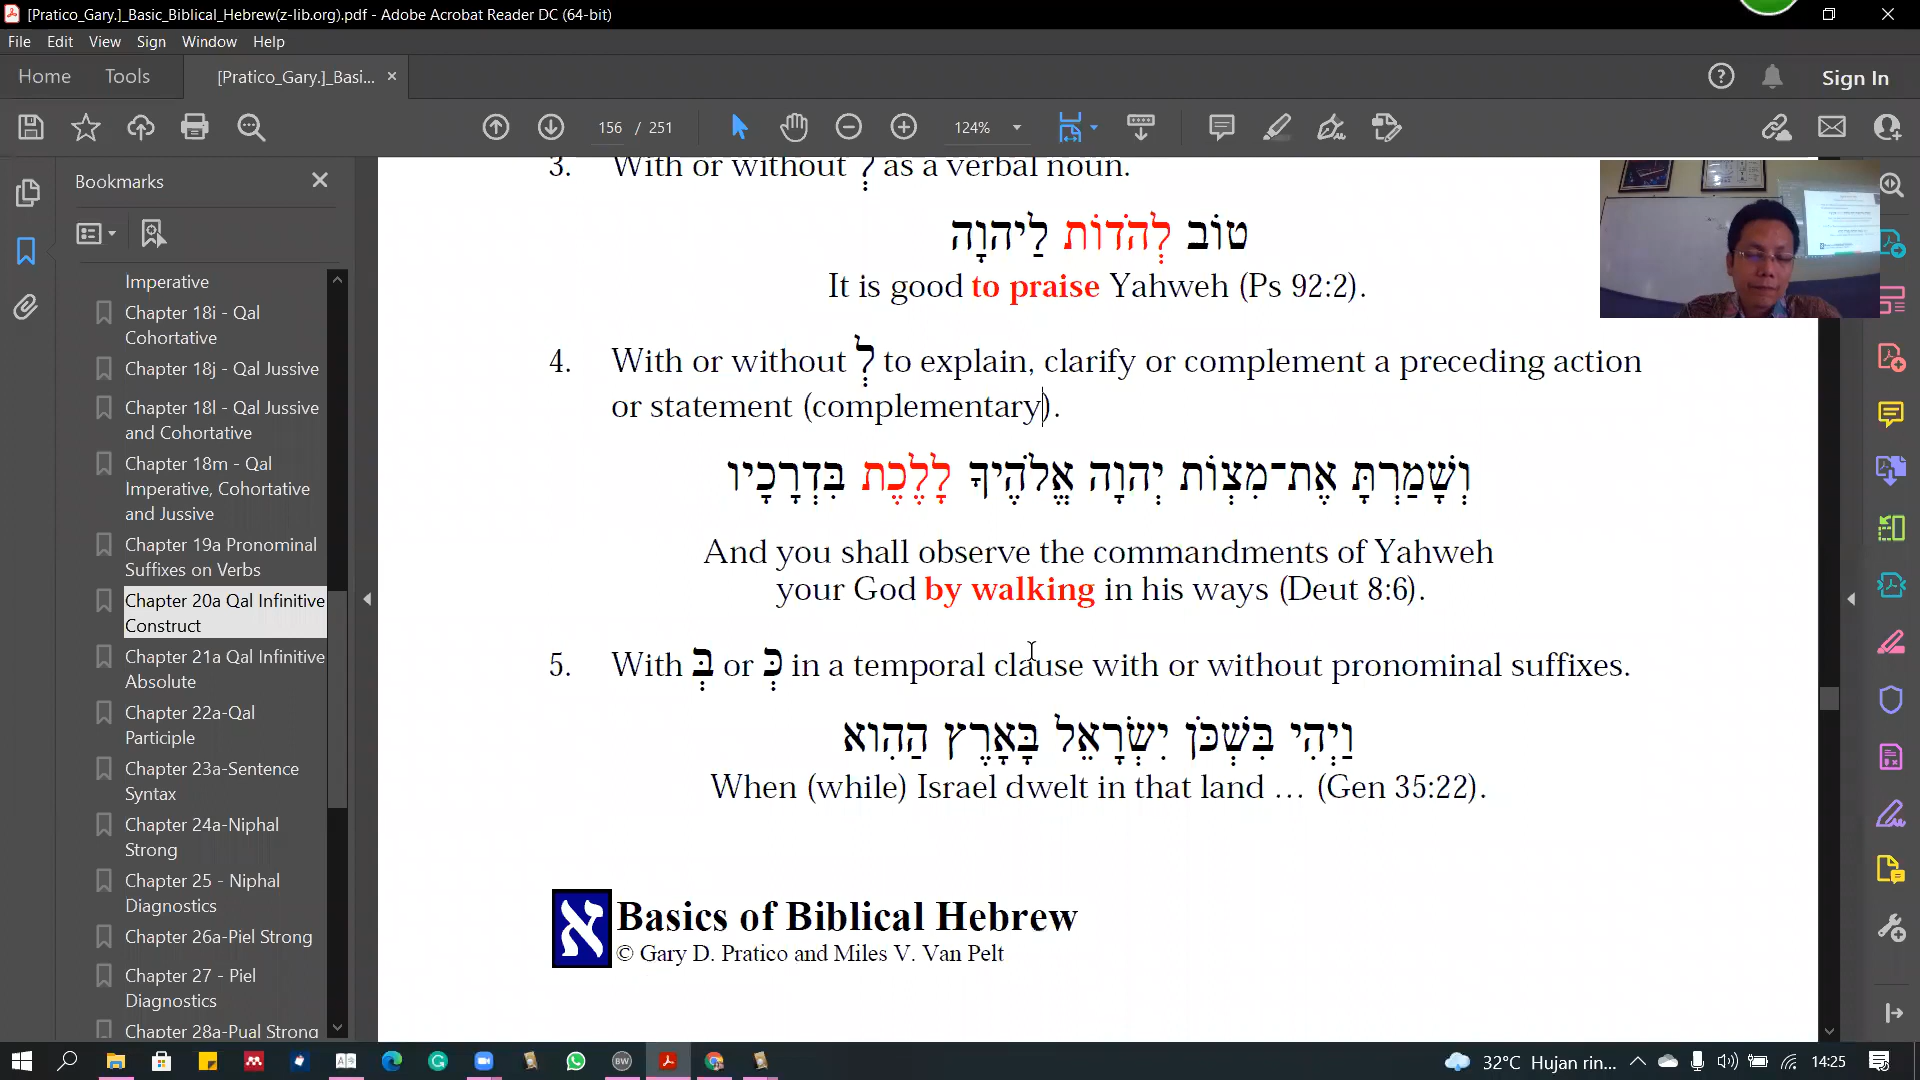 [Pratico_Gary.]_Basic_Biblical_Hebrew(z-lib.org).pdf - Adobe Acrobat Reader DC (64-bit)
File Edit View Sign Window Help
Home Tools [Pratico_Gary.]_Basi... × Sign In
156 / 251 124%
Bookmarks
Imperative
Chapter 18i - Qal
Cohortative
Chapter 18j - Qal Jussive
Chapter 18l - Qal Jussive
and Cohortative
Chapter 18m - Qal
Imperative, Cohortative
and Jussive
Chapter 19a Pronominal
Suffixes on Verbs
Chapter 20a Qal Infinitive
Construct
Chapter 21a Qal Infinitive
Absolute
Chapter 22a-Qal
Participle
Chapter 23a-Sentence
Syntax
Chapter 24a-Niphal
Strong
Chapter 25 - Niphal
Diagnostics
Chapter 26a-Piel Strong
Chapter 27 - Piel
Diagnostics
Chapter 28a-Pual Strong
3. With or without לְ as a verbal noun.
טוֹב לְהֹדוֹת לַיהוָה
It is good to praise Yahweh (Ps 92:2).
4. With or without לְ to explain, clarify or complement a preceding action
or statement (complementary).
וְשָׁמַרְתָּ אֶת־מִצְוֹת יְהוָה אֱלֹהֶיךָ לָלֶכֶת בִּדְרָכָיו
And you shall observe the commandments of Yahweh
your God by walking in his ways (Deut 8:6).
5. With בְּ or כְּ in a temporal clause with or without pronominal suffixes.
וַיְהִי בִּשְׁכֹּן יִשְׂרָאֵל בָּאָרֶץ הַהִוא
When (while) Israel dwelt in that land … (Gen 35:22).
א Basics of Biblical Hebrew
© Gary D. Pratico and Miles V. Van Pelt
BW 32°C Hujan rin... 14:25